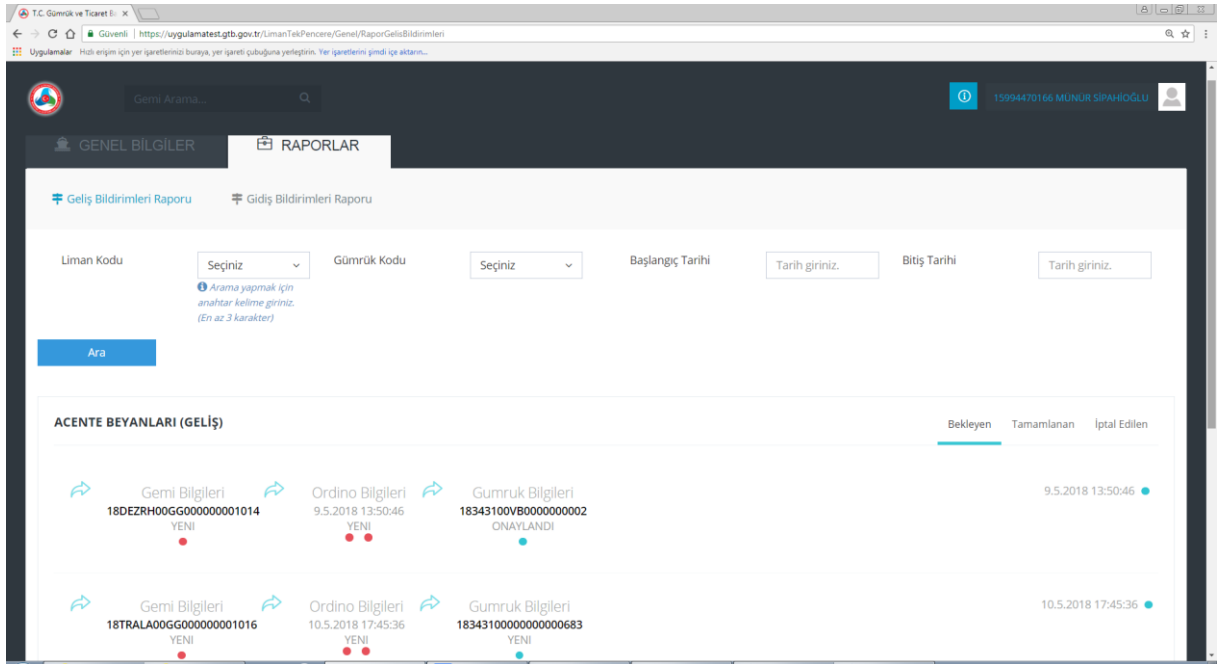 T.C. Gümrük ve Ticaret Ba
Güvenli | https://uygulamatest.gtb.gov.tr/LimanTekPencere/Genel/RaporGelisBildirimleri
Uygulamalar Hızlı erişim için yer işaretlerinizi buraya, yer işareti çubuğuna yerleştirin. Yer işaretlerini şimdi içe aktarın...
Gemi Arama...
15994470166 MÜNÜR SİPAHİOĞLU
GENEL BİLGİLER RAPORLAR
Geliş Bildirimleri Raporu Gidiş Bildirimleri Raporu
Liman Kodu Seçiniz Gümrük Kodu Seçiniz Başlangıç Tarihi Tarih giriniz. Bitiş Tarihi Tarih giriniz.
Arama yapmak için
anahtar kelime giriniz.
(En az 3 karakter)
Ara
ACENTE BEYANLARI (GELİŞ) Bekleyen Tamamlanan İptal Edilen
Gemi Bilgileri Ordino Bilgileri Gumruk Bilgileri 9.5.2018 13:50:46
18DEZRH00GG000000001014 9.5.2018 13:50:46 18343100VB0000000002
YENI YENI ONAYLANDI
Gemi Bilgileri Ordino Bilgileri Gumruk Bilgileri 10.5.2018 17:45:36
18TRALA00GG000000001016 10.5.2018 17:45:36 18343100000000000683
YENI YENI YENI